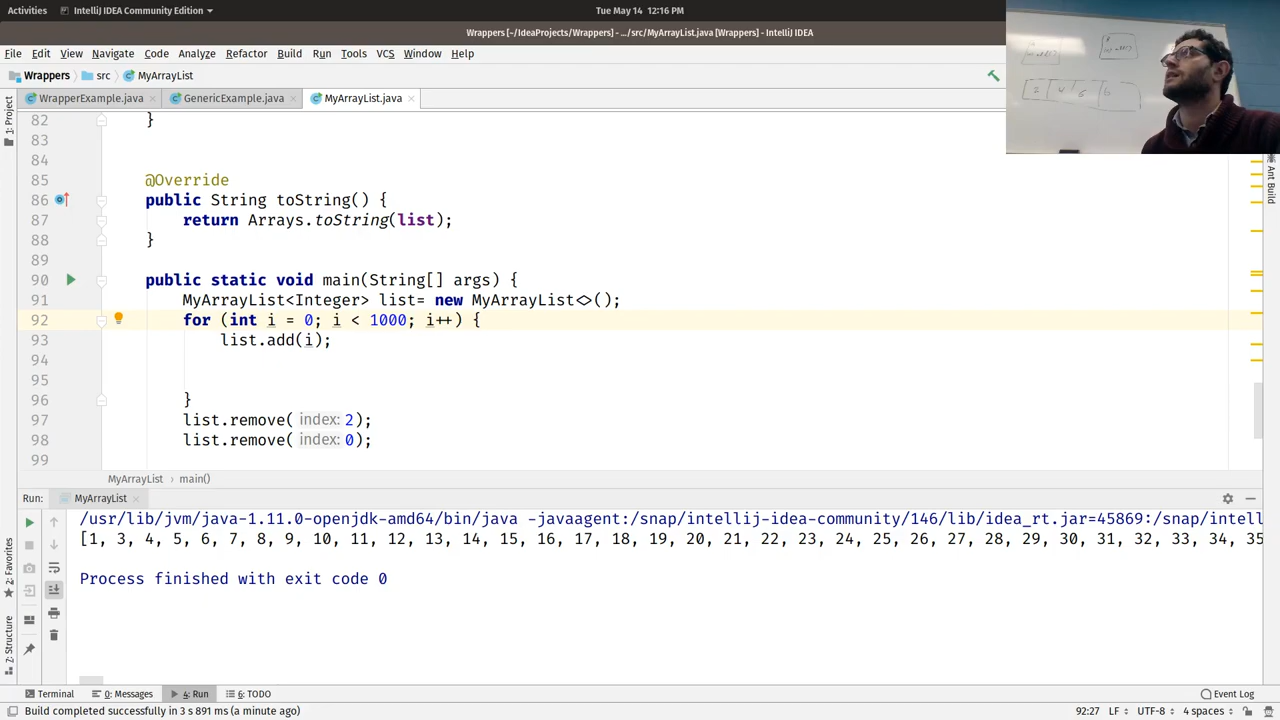 Activities
IntelliJ IDEA Community Edition
Tue May 14 12:16 PM
Wrappers [~/IdeaProjects/Wrappers] - .../src/MyArrayList.java [Wrappers] - IntelliJ IDEA
File Edit View Navigate Code Analyze Refactor Build Run Tools VCS Window Help
Wrappers src MyArrayList
1: Project
WrapperExample.java GenericExample.java MyArrayList.java
82 }
83
84
85 @Override
86 public String toString() {
87 return Arrays.toString(list);
88 }
89
90 public static void main(String[] args) {
91 MyArrayList<Integer> list= new MyArrayList<>();
92 for (int i = 0; i < 1000; i++) {
93 list.add(i);
94
95
96 }
97 list.remove( index: 2);
98 list.remove( index: 0);
99
Ant Build
MyArrayList › main()
Run: MyArrayList
/usr/lib/jvm/java-1.11.0-openjdk-amd64/bin/java -javaagent:/snap/intellij-idea-community/146/lib/idea_rt.jar=45869:/snap/intell
[1, 3, 4, 5, 6, 7, 8, 9, 10, 11, 12, 13, 14, 15, 16, 17, 18, 19, 20, 21, 22, 23, 24, 25, 26, 27, 28, 29, 30, 31, 32, 33, 34, 35
Process finished with exit code 0
2: Favorites
7: Structure
Terminal 0: Messages 4: Run 6: TODO Event Log
Build completed successfully in 3 s 891 ms (a minute ago)
92:27 LF UTF-8 4 spaces